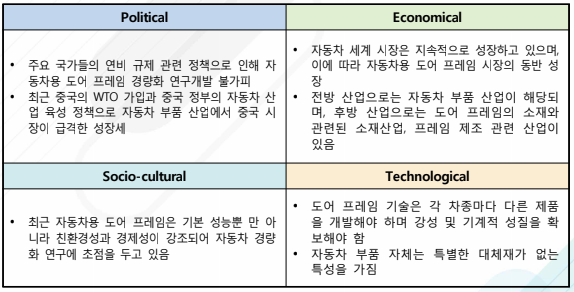 Political
• 주요 국가들의 연비 규제 관련 정책으로 인해 자
동차용 도어 프레임 경량화 연구개발 불가피
• 최근 중국의 WTO 가입과 중국 정부의 자동차 산
업 육성 정책으로 자동차 부품 산업에서 중국 시
장이 급격한 성장세
Economical
• 자동차 세계 시장은 지속적으로 성장하고 있으며,
이에 따라 자동차용 도어 프레임 시장의 동반 성
장
• 전방 산업으로는 자동차 부품 산업이 해당되
며, 후방 산업으로는 도어 프레임의 소재와
관련된 소재산업, 프레임 제조 관련 산업이
있음
Socio-cultural
• 최근 자동차용 도어 프레임은 기본 성능뿐 만 아
니라 친환경성과 경제성이 강조되어 자동차 경량
화 연구에 초점을 두고 있음
Technological
• 도어 프레임 기술은 각 차종마다 다른 제품
을 개발해야 하며 강성 및 기계적 성질을 확
보해야 함
• 자동차 부품 자체는 특별한 대체재가 없는
특성을 가짐